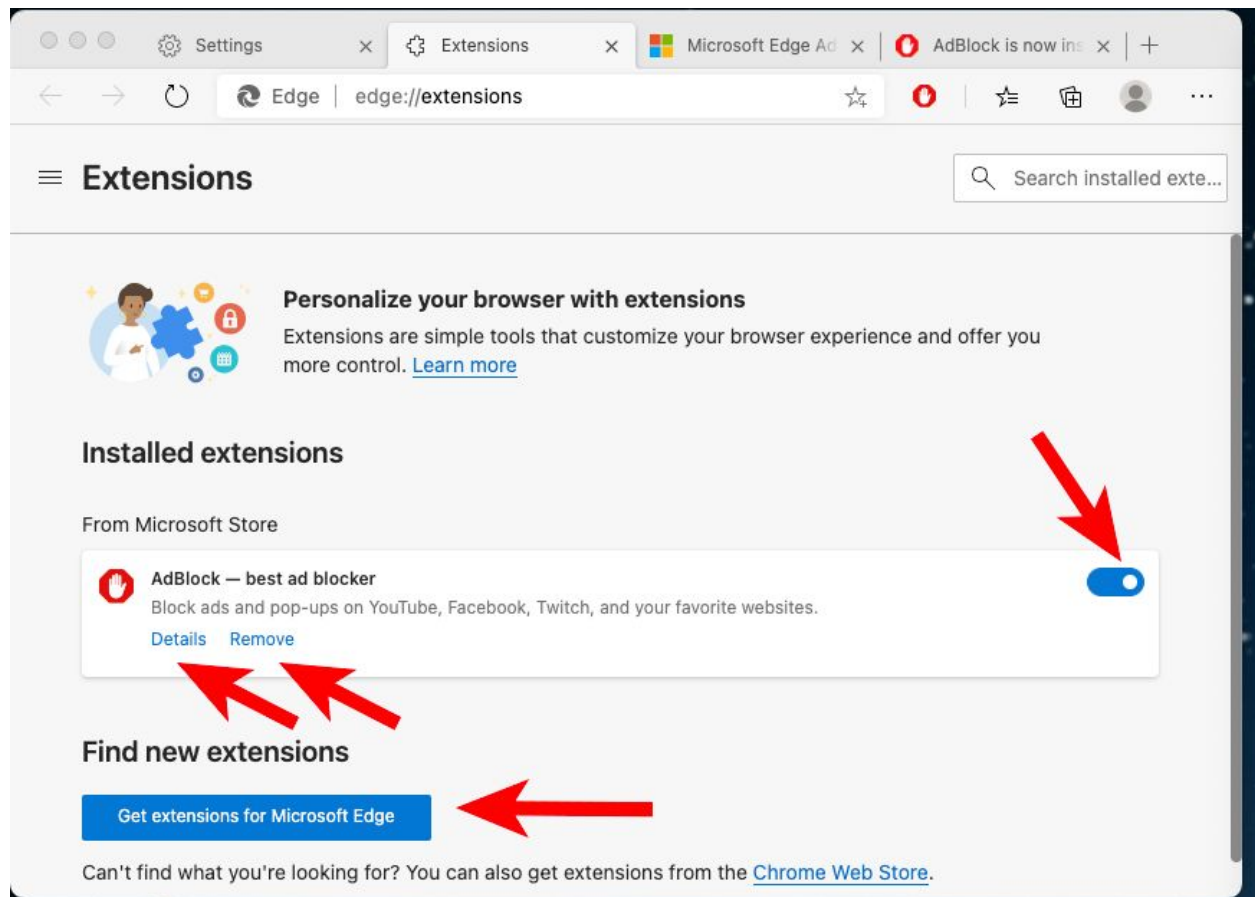 Settings
Extensions
Microsoft Edge Ad
AdBlock is now ins
Edge
edge://extensions
Extensions
Search installed exte...
Personalize your browser with extensions
Extensions are simple tools that customize your browser experience and offer you
more control. Learn more
Installed extensions
From Microsoft Store
AdBlock — best ad blocker
Block ads and pop-ups on YouTube, Facebook, Twitch, and your favorite websites.
Details Remove
Find new extensions
Get extensions for Microsoft Edge
Can't find what you're looking for? You can also get extensions from the Chrome Web Store.